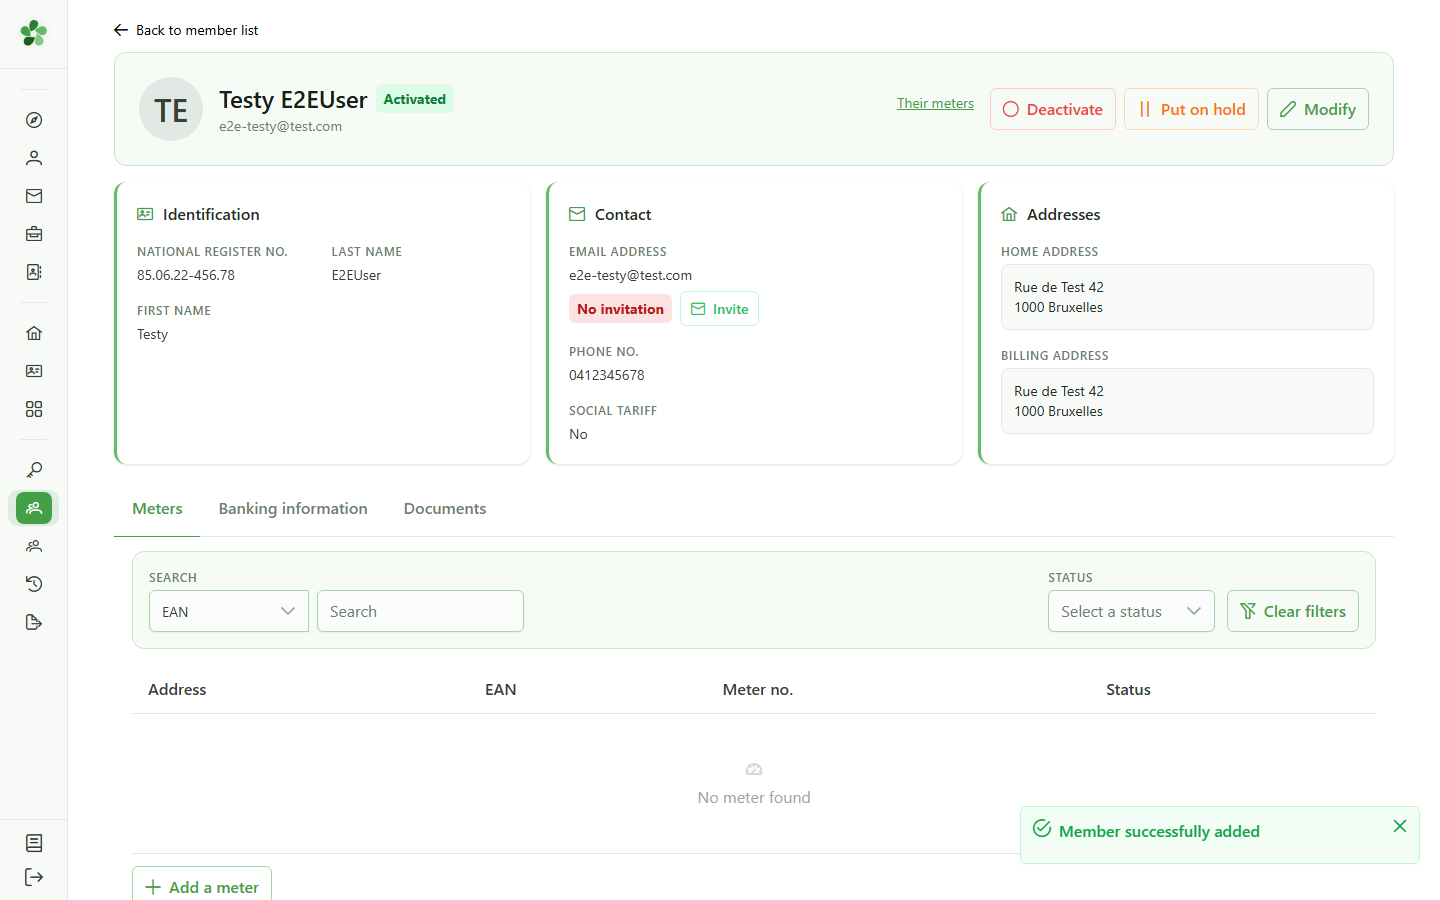 Back to member list
TE
Testy E2EUser
Activated
e2e-testy@test.com
Their meters
Deactivate
Put on hold
Modify
Identification
NATIONAL REGISTER NO.
LAST NAME
85.06.22-456.78
E2EUser
FIRST NAME
Testy
Contact
EMAIL ADDRESS
e2e-testy@test.com
No invitation
Invite
PHONE NO.
0412345678
SOCIAL TARIFF
No
Addresses
HOME ADDRESS
Rue de Test 42
1000 Bruxelles
BILLING ADDRESS
Rue de Test 42
1000 Bruxelles
Meters
Banking information
Documents
SEARCH
EAN
Search
STATUS
Select a status
Clear filters
Address
EAN
Meter no.
Status
No meter found
Member successfully added
Add a meter